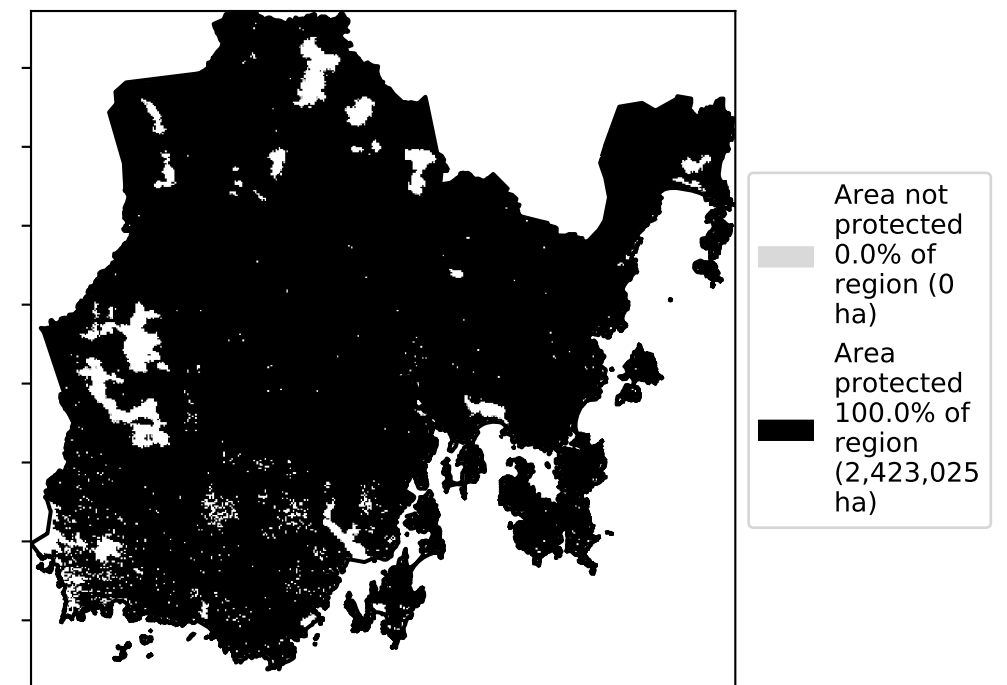 Area not
protected
0.0% of
region (0
ha)
Area
protected
100.0% of
region
(2,423,025
ha)